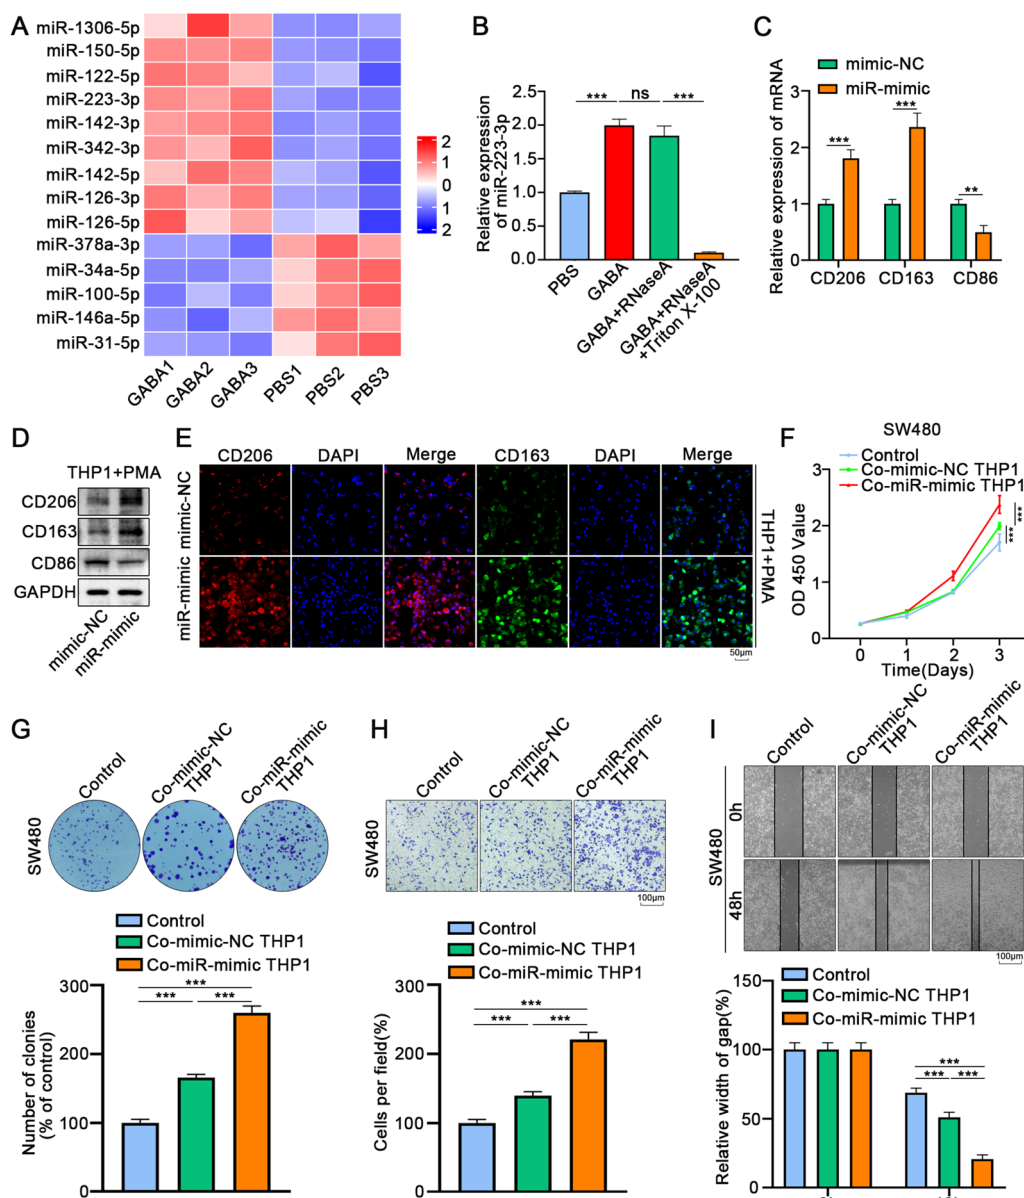 A
miR-1306-5p
miR-150-5p
miR-122-5p
miR-223-3p
miR-142-3p
miR-342-3p
miR-142-5p
miR-126-3p
miR-126-5p
miR-378a-3p
miR-34a-5p
miR-100-5p
miR-146a-5p
miR-31-5p
GABA1
GABA2
GABA3
PBS1
PBS2
PBS3
2
1
0
1
2
B
Relative expression
of miR-223-3p
2.5
2.0
1.5
1.0
0.5
0.0
*** ns ***
PBS
GABA
GABA+RNaseA
GABA+RNaseA
+Triton X-100
C
mimic-NC
miR-mimic
Relative expression of mRNA
3
2
1
0
***
***
**
CD206 CD163 CD86
D
THP1+PMA
CD206
CD163
CD86
GAPDH
mimic-NC
miR-mimic
E
CD206 DAPI Merge CD163 DAPI Merge
mimic-NC
miR-mimic
THP1+PMA
50μm
F
SW480
Control
Co-mimic-NC THP1
Co-miR-mimic THP1
OD 450 Value
3
2
1
0
***
***
0 1 2 3
Time(Days)
G
Control
Co-mimic-NC
THP1
Co-miR-mimic
THP1
SW480
Control
Co-mimic-NC THP1
Co-miR-mimic THP1
Number of clonies
(% of control)
300
200
100
0
***
*** ***
H
Control
Co-mimic-NC
THP1
Co-miR-mimic
THP1
SW480
100μm
Control
Co-mimic-NC THP1
Co-miR-mimic THP1
Cells per field(%)
300
200
100
0
***
*** ***
I
Control
Co-mimic-NC
THP1
Co-miR-mimic
THP1
SW480
0h
48h
100μm
Control
Co-mimic-NC THP1
Co-miR-mimic THP1
Relative width of gap(%)
150
100
50
0
***
*** ***